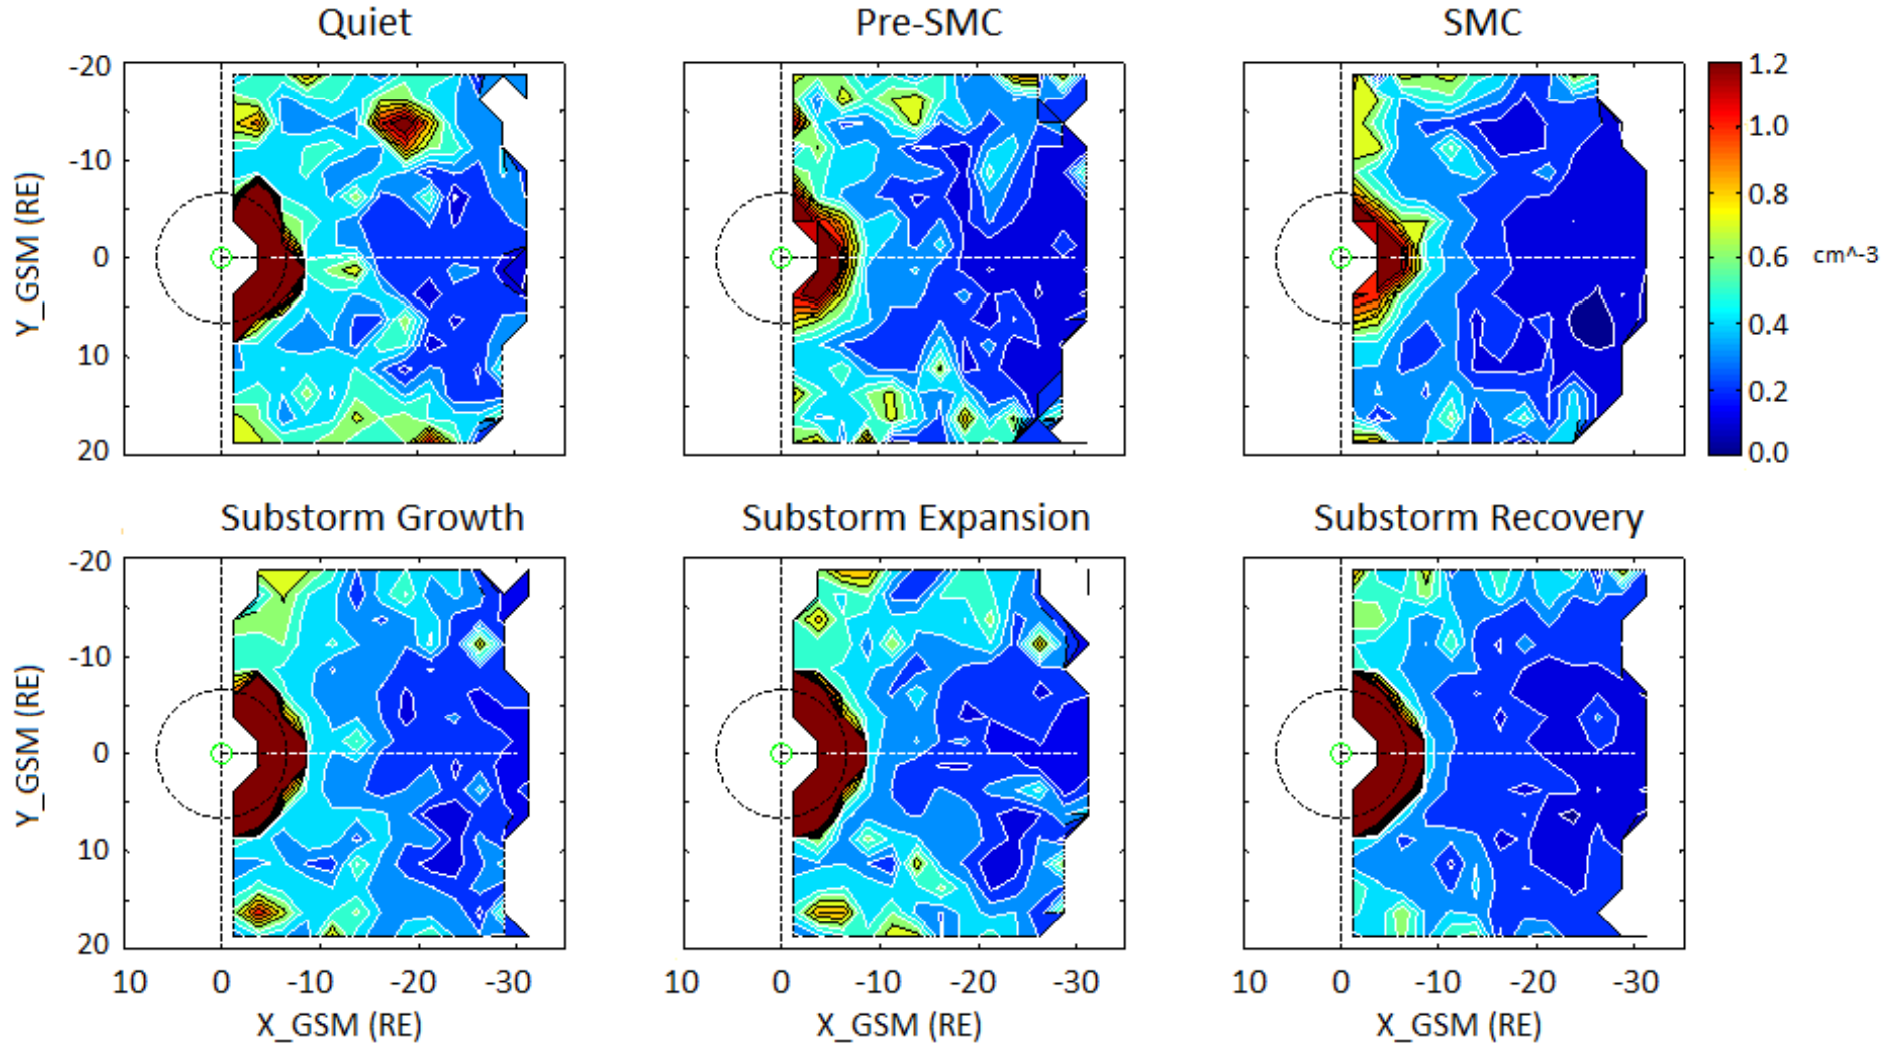 Quiet
Pre-SMC
SMC
-20
-10
0
10
20
Y_GSM (RE)
1.2
1.0
0.8
0.6
0.4
0.2
0.0
cm^-3
Substorm Growth
Substorm Expansion
Substorm Recovery
-20
-10
0
10
20
Y_GSM (RE)
10 0 -10 -20 -30
10 0 -10 -20 -30
10 0 -10 -20 -30
X_GSM (RE)
X_GSM (RE)
X_GSM (RE)